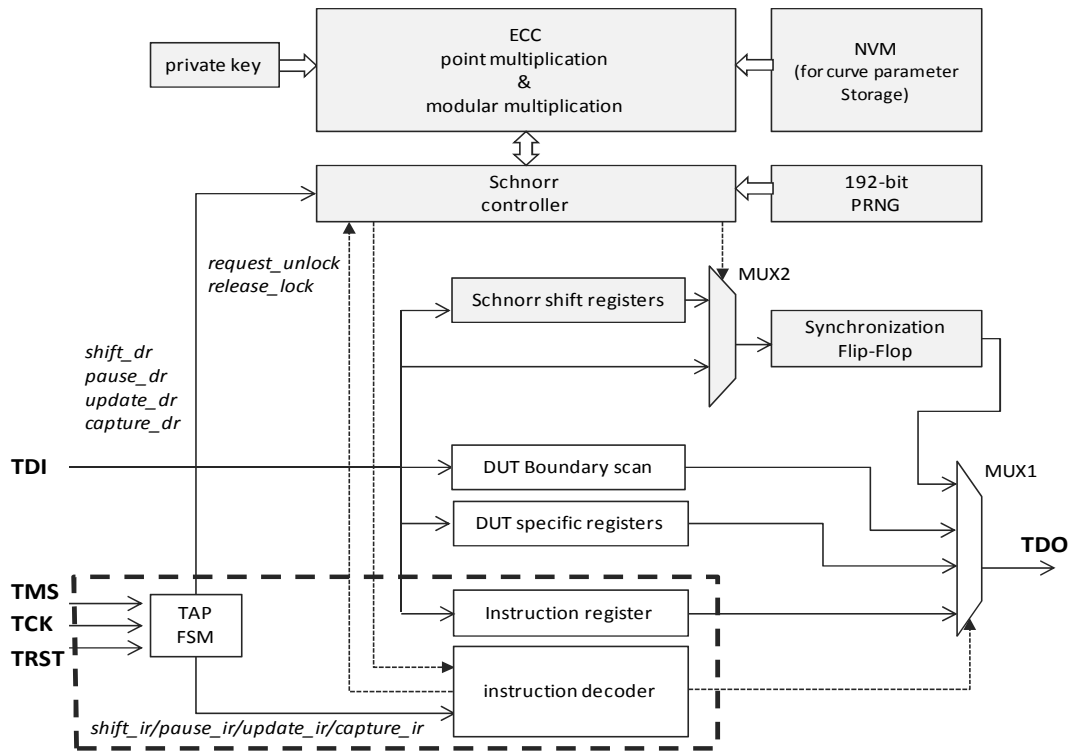 ECC
point multiplication
&
modular multiplication
private key
NVM
(for curve parameter
Storage)
Schnorr
controller
192-bit
PRNG
request_unlock
release_lock
MUX2
Schnorr shift registers
Synchronization
Flip-Flop
shift_dr
pause_dr
update_dr
capture_dr
TDI
DUT Boundary scan
MUX1
DUT specific registers
TDO
TMS
TCK
TRST
TAP
FSM
Instruction register
instruction decoder
shift_ir/pause_ir/update_ir/capture_ir